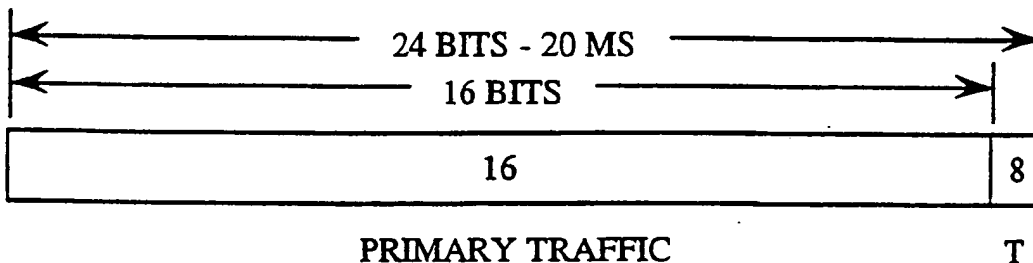 24 BITS - 20 MS
16 BITS
16 8
PRIMARY TRAFFIC T